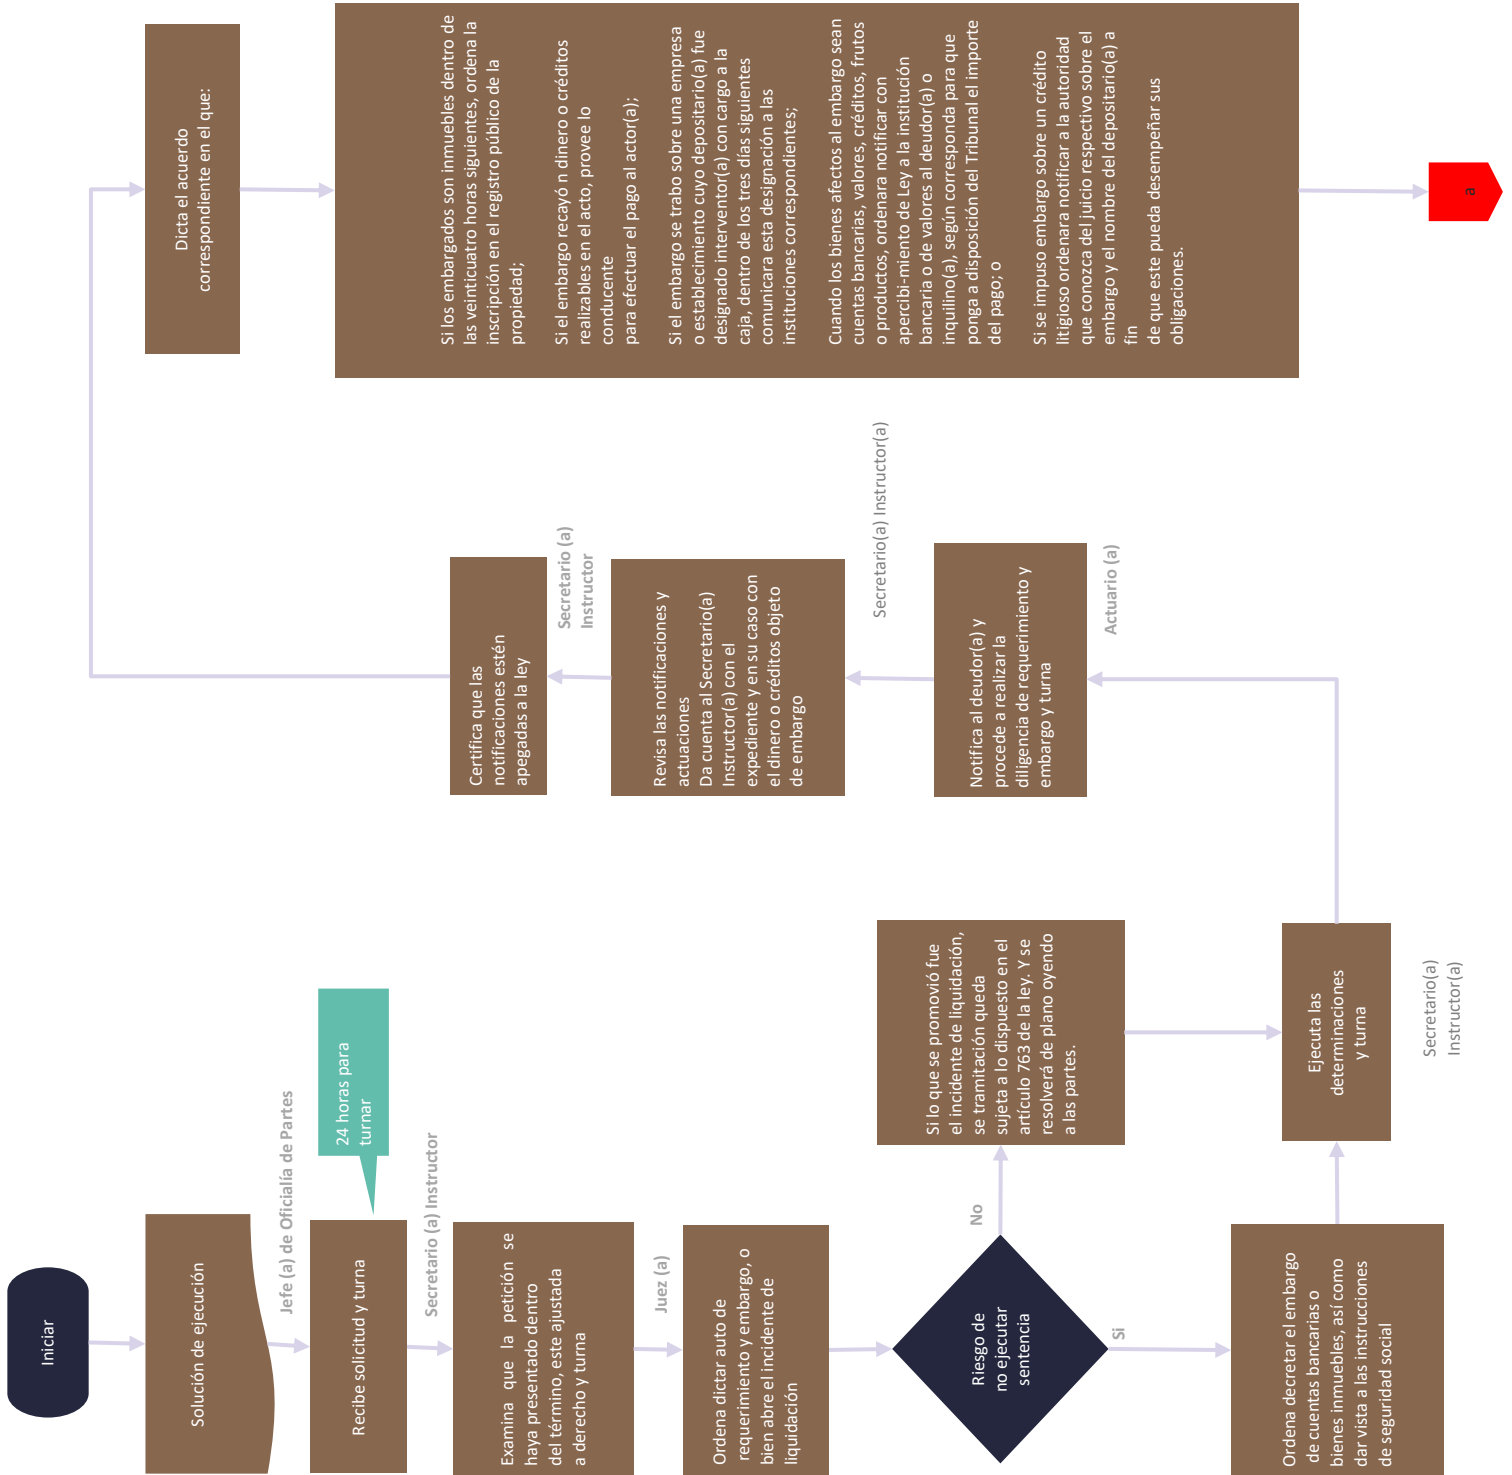 Iniciar
Solución de ejecución
Jefe (a) de Oficialía de Partes
Recibe solicitud y turna
24 horas para
turnar
Secretario (a) Instructor
Examina que la petición se
haya presentado dentro
del término, este ajustada
a derecho y turna
Juez (a)
Ordena dictar auto de
requerimiento y embargo, o
bien abre el incidente de
liquidación
Riesgo de
no ejecutar
sentencia
No
Si
Si lo que se promovió fue
el incidente de liquidación,
se tramitación queda
sujeta a lo dispuesto en el
artículo 763 de la ley. Y se
resolverá de plano oyendo
a las partes.
Ordena decretar el embargo
de cuentas bancarias o
bienes inmuebles, así como
dar vista a las instrucciones
de seguridad social
Ejecuta las
determinaciones
y turna
Secretario(a)
Instructor(a)
Notifica al deudor(a) y
procede a realizar la
diligencia de requerimiento y
embargo y turna
Actuario (a)
Revisa las notificaciones y
actuaciones
Da cuenta al Secretario(a)
Instructor(a) con el
expediente y en su caso con
el dinero o créditos objeto
de embargo
Secretario(a) Instructor(a)
Certifica que las
notificaciones estén
apegadas a la ley
Secretario (a)
Instructor
Dicta el acuerdo
correspondiente en el que:
Si los embargados son inmuebles dentro de
las veinticuatro horas siguientes, ordena la
inscripción en el registro público de la
propiedad;
Si el embargo recayó n dinero o créditos
realizables en el acto, provee lo
conducente
para efectuar el pago al actor(a);
Si el embargo se trabo sobre una empresa
o establecimiento cuyo depositario(a) fue
designado interventor(a) con cargo a la
caja, dentro de los tres días siguientes
comunicara esta designación a las
instituciones correspondientes;
Cuando los bienes afectos al embargo sean
cuentas bancarias, valores, créditos, frutos
o productos, ordenara notificar con
apercibi-miento de Ley a la institución
bancaria o de valores al deudor(a) o
inquilino(a), según corresponda para que
ponga a disposición del Tribunal el importe
del pago; o
Si se impuso embargo sobre un crédito
litigioso ordenara notificar a la autoridad
que conozca del juicio respectivo sobre el
embargo y el nombre del depositario(a) a
fin
de que este pueda desempeñar sus
obligaciones.
a